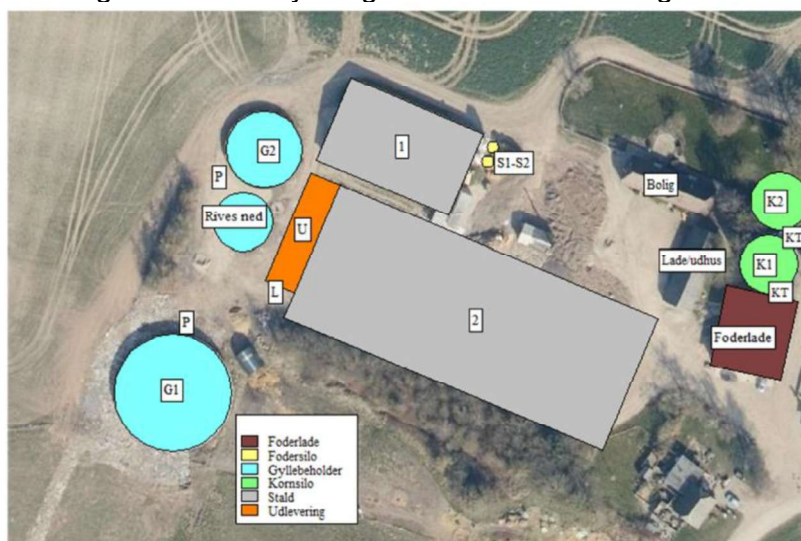 G2
1
S1-S2
P
Bolig
K2
Rives ned
U
KT
Lade/udhus
K1
L
KT
P
2
Foderlade
G1
Foderlade
Fodersilo
Gyllebeholder
Kornsilo
Stald
Udlevering